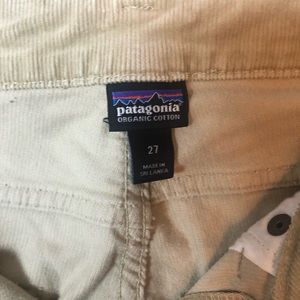 patagonia
ORGANIC COTTON
27
MADE IN
SRI LANKA